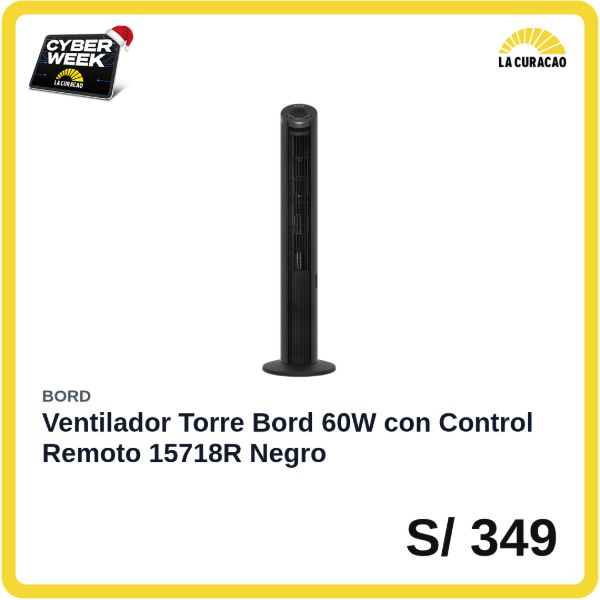 CYBER
WEEK
LA CURACAO
LA CURACAO
BORD
Ventilador Torre Bord 60W con Control
Remoto 15718R Negro
S/ 349